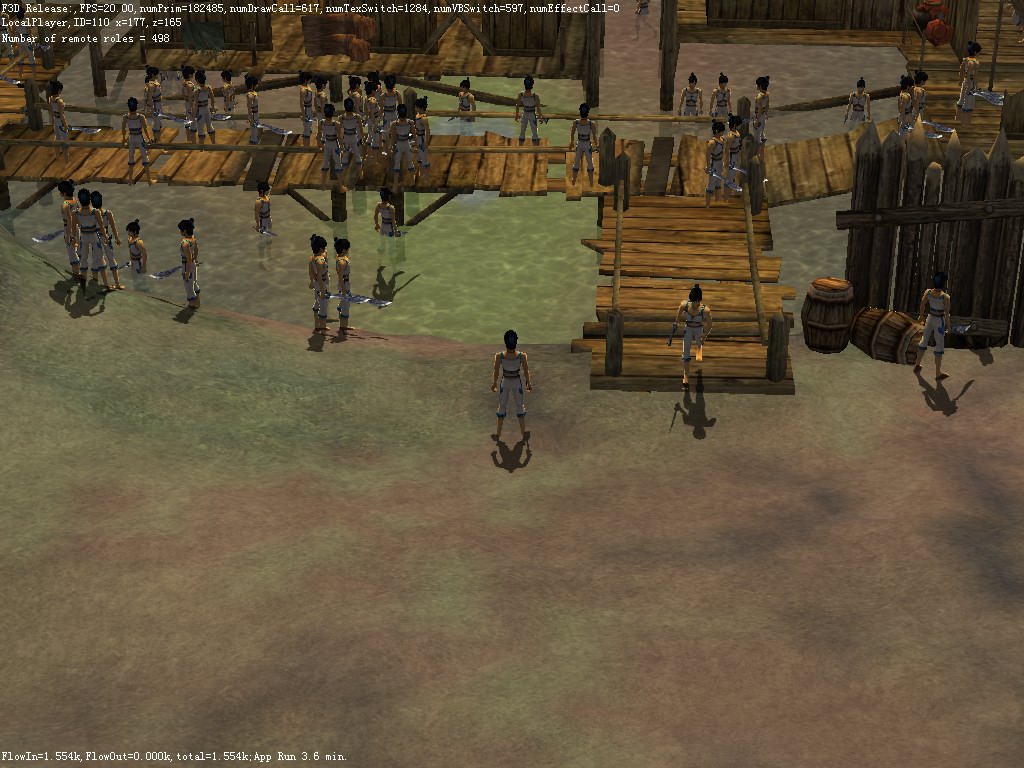 F3D Release:,FPS=20.00,numPrim=182485,numDrawCall=617,numTexSwitch=1284,numVBSwitch=597,numEffectCall=0
LocalPlayer,ID=110 x=177, z=165
Number of remote roles = 498
FlowIn=1.554k,FlowOut=0.000k,total=1.554k;App Run 3.6 min.